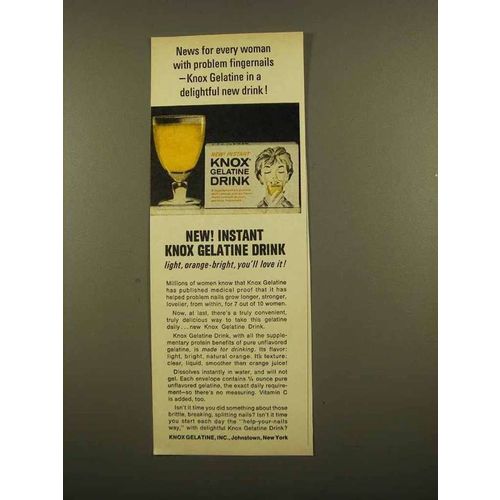 News for every woman
with problem fingernails
—Knox Gelatine in a
delightful new drink!
NEW! INSTANT
KNOX
GELATINE
DRINK
NEW! INSTANT
KNOX GELATINE DRINK
light, orange-bright, you'll love it!
Millions of women know that Knox Gelatine
has published medical proof that it has
helped problem nails grow longer, stronger,
lovelier, from within, for 7 out of 10 women.
Now, at last, there's a truly convenient,
truly delicious way to take this gelatine
daily . . . new Knox Gelatine Drink.
Knox Gelatine Drink, with all the supple-
mentary protein benefits of pure unflavored
gelatine, is made for drinking. Its flavor:
light, bright, natural orange. Its texture:
clear, liquid, smoother than orange juice!
Dissolves instantly in water, and will not
gel. Each envelope contains ¼ ounce pure
unflavored gelatine, the exact daily require-
ment—so there's no measuring. Vitamin C
is added, too.
Isn't it time you did something about those
brittle, breaking, splitting nails? Isn't it time
you start each day the "help-your-nails
way," with delightful Knox Gelatine Drink?
KNOX GELATINE, INC., Johnstown, New York